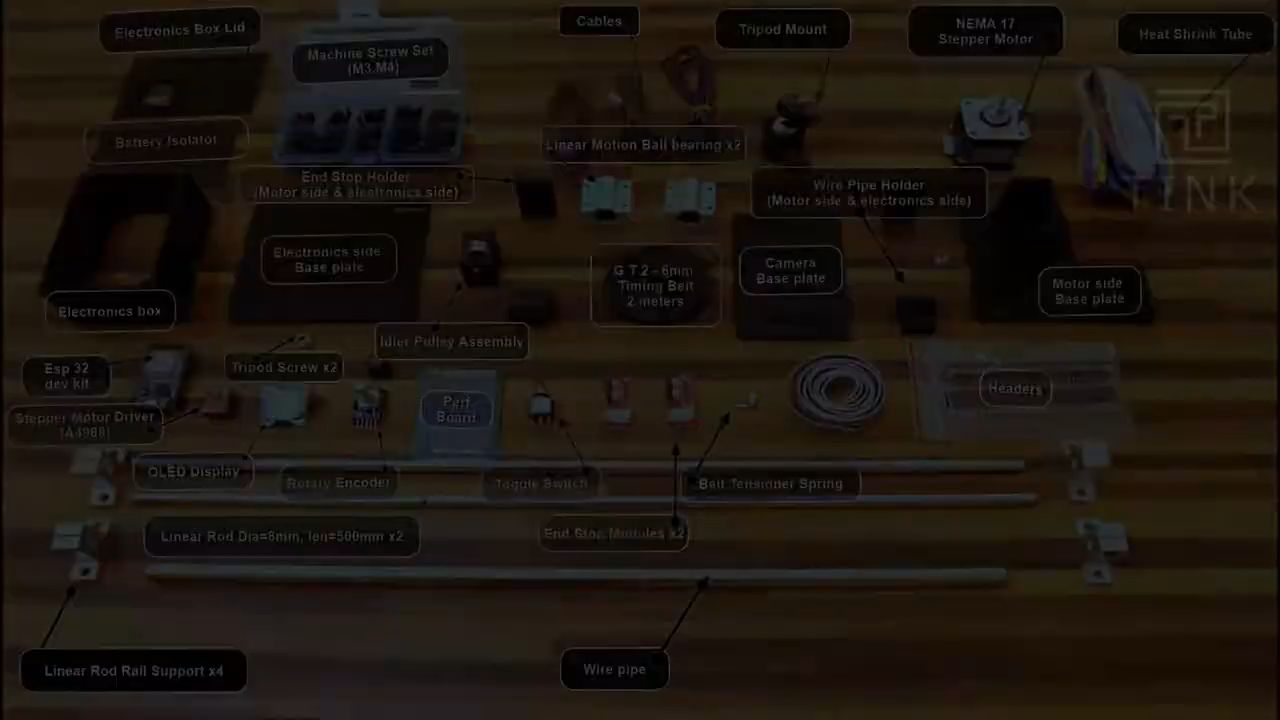 Electronics Box Lid
Machine Screw Set
(M3,M4)
Cables
Tripod Mount
NEMA 17
Stepper Motor
Heat Shrink Tube
Battery Isolator
Linear Motion Ball bearing x2
End Stop Holder
(Motor side & electronics side)
Wire Pipe Holder
(Motor side & electronics side)
TINK
Electronics side
Base plate
G T 2 - 6mm
Timing Belt
2 meters
Camera
Base plate
Motor side
Base plate
Electronics box
Idler Pulley Assembly
Esp 32
dev kit
Tripod Screw x2
Perf
Board
Headers
Stepper Motor Driver
(A4988)
OLED Display
Rotary Encoder
Toggle Switch
Belt Tensioner Spring
Linear Rod Dia=8mm, len=500mm x2
End Stop Modules x2
Linear Rod Rail Support x4
Wire pipe